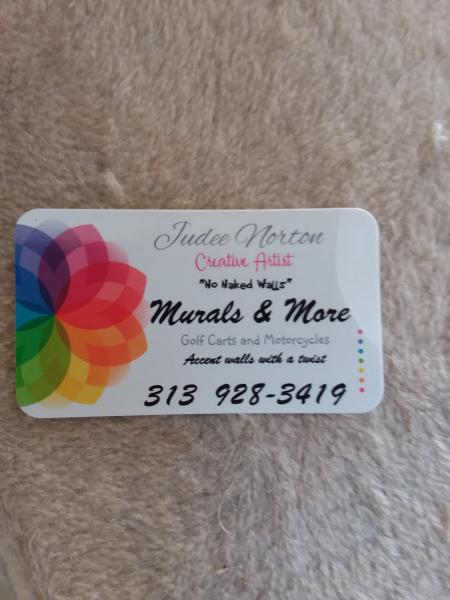 Judee Norton
Creative Artist
"No Naked Walls"
Murals & More
Golf Carts and Motorcycles
Accent walls with a twist
313 928-3419